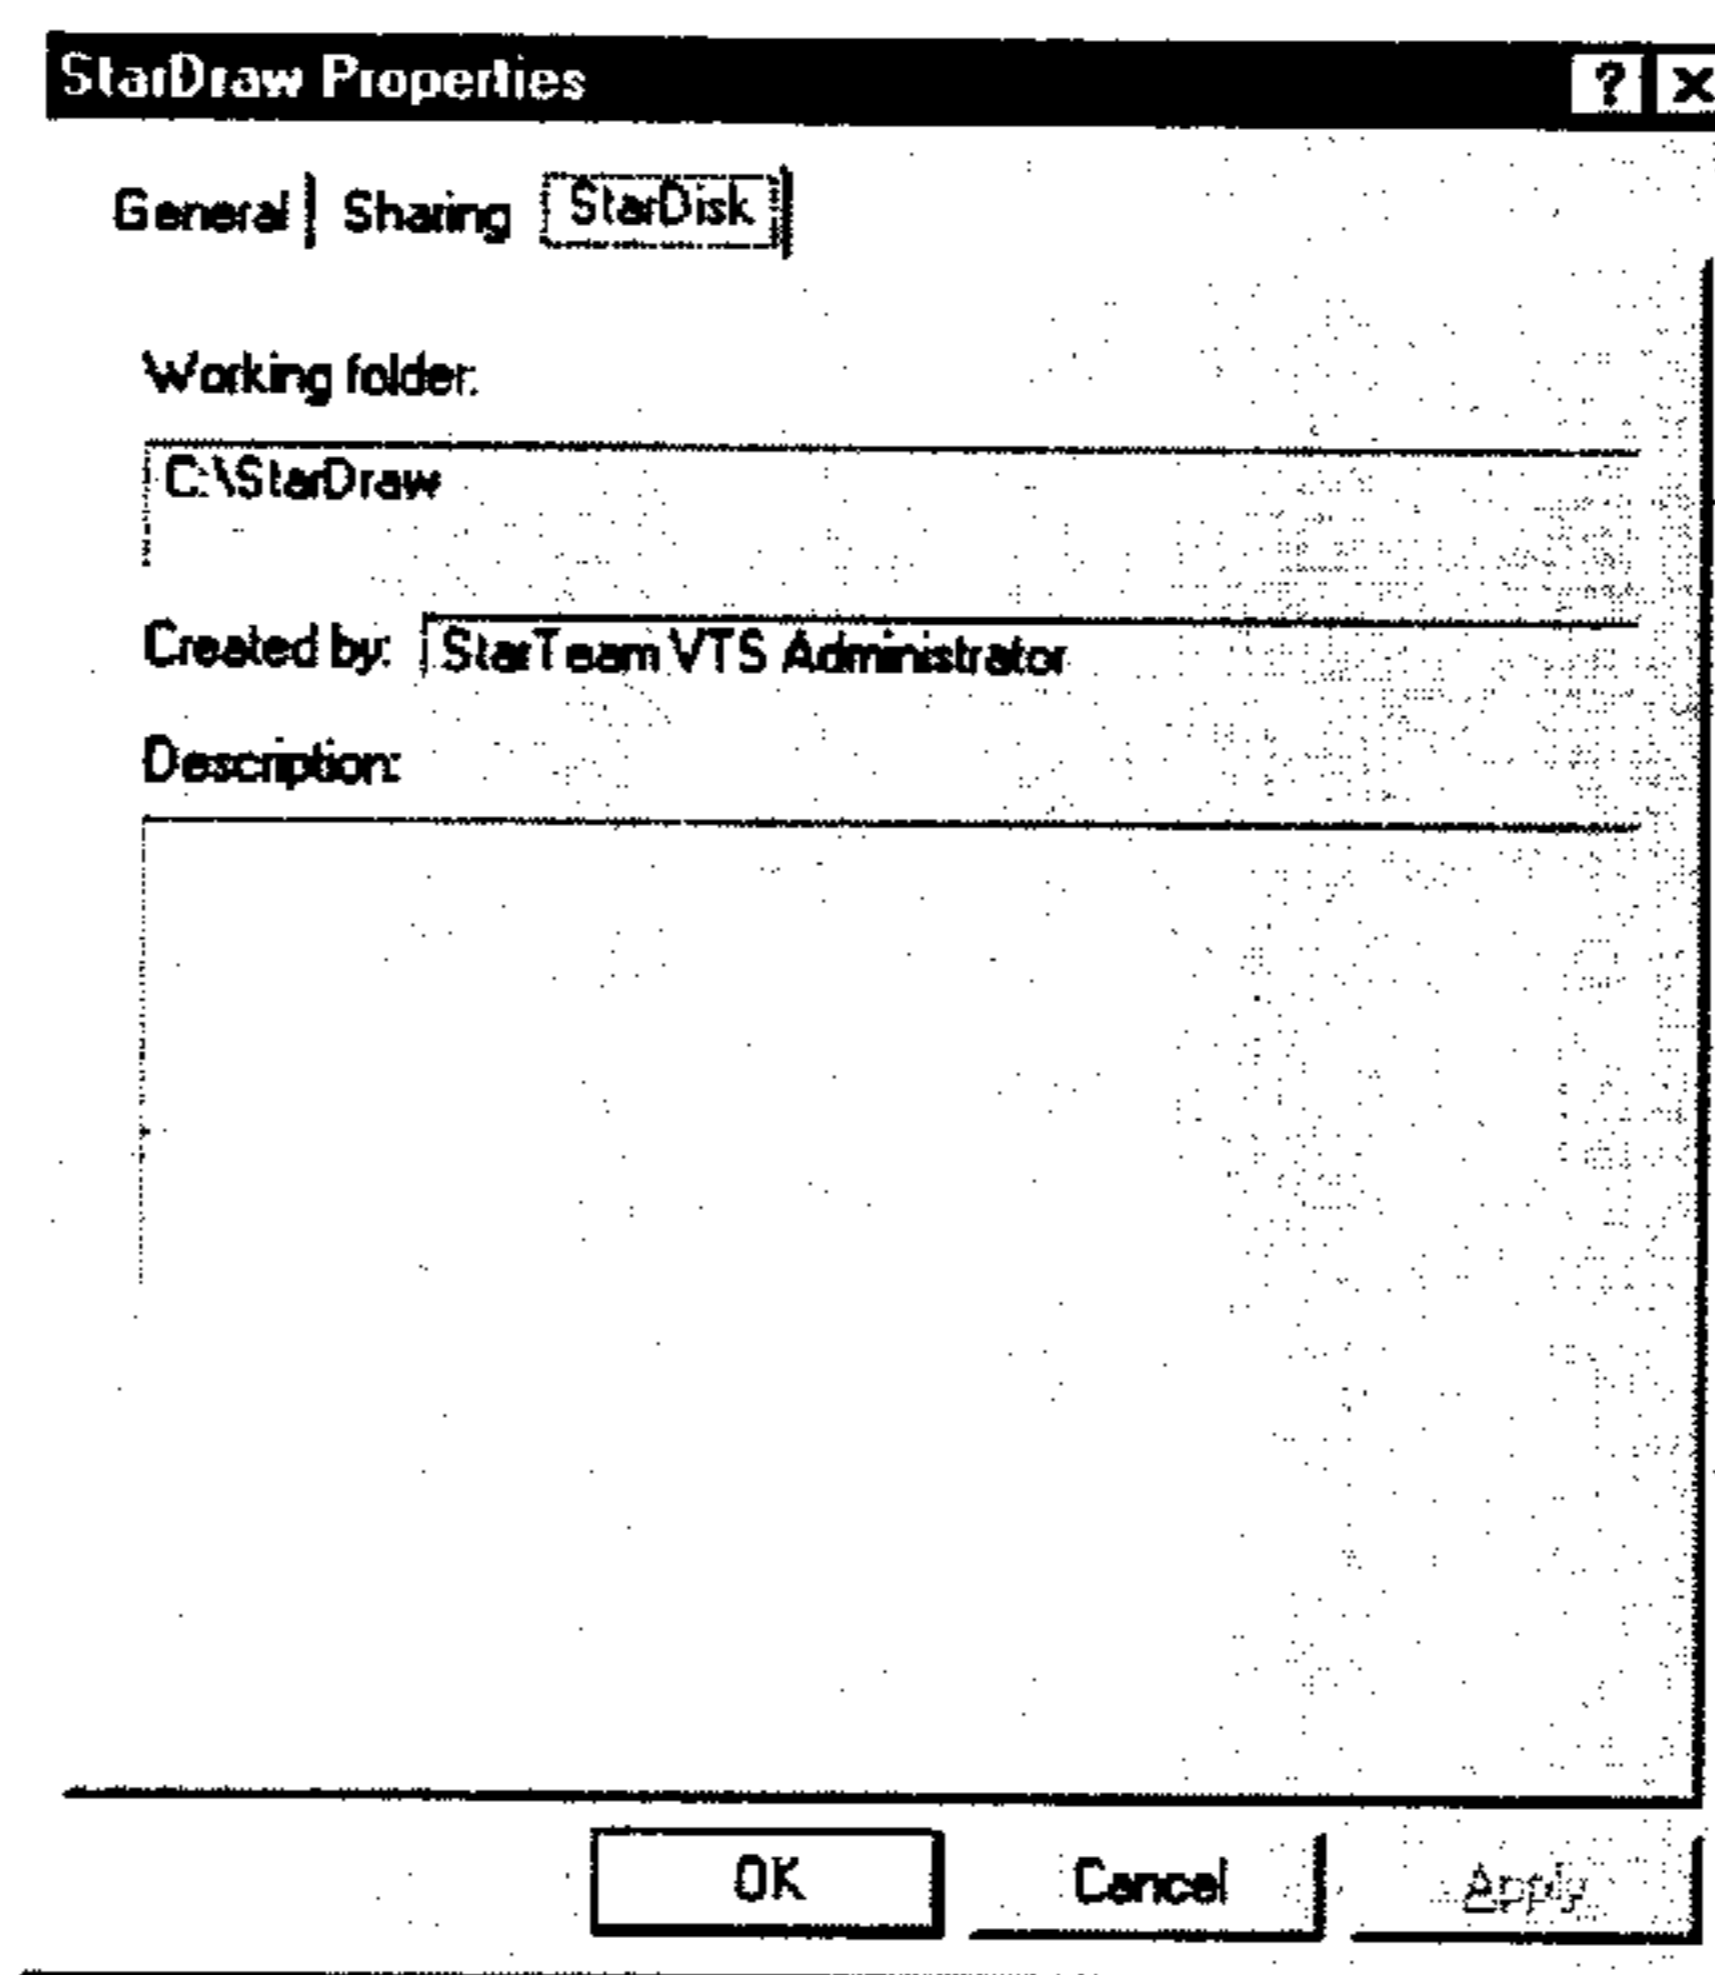 StarDraw Properties ? X
General Sharing StarDisk
Working folder:
C:\StarDraw
Created by: StarTeam VTS Administrator
Description:
OK Cancel Apply